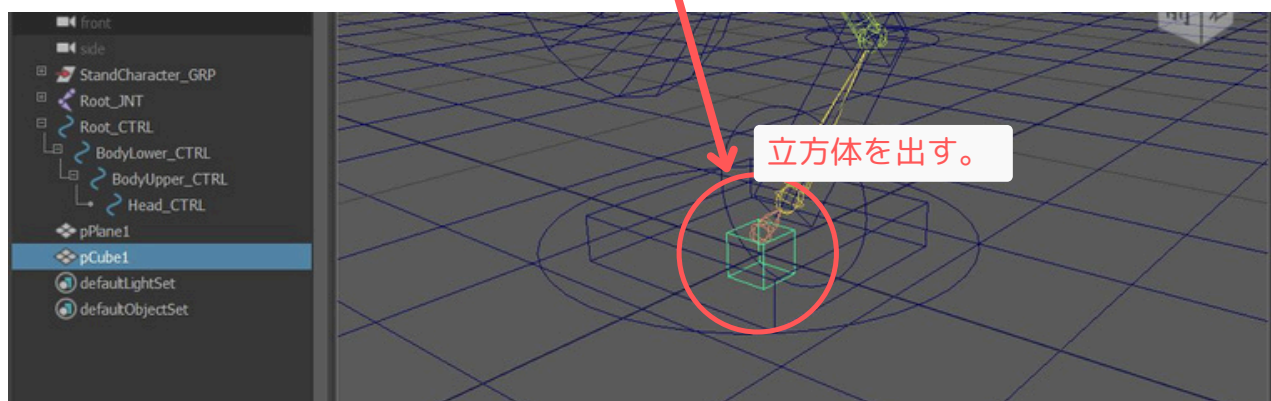 front
side
StandCharacter_GRP
Root_JNT
Root_CTRL
BodyLower_CTRL
BodyUpper_CTRL
Head_CTRL
pPlane1
pCube1
defaultLightSet
defaultObjectSet
立方体を出す。